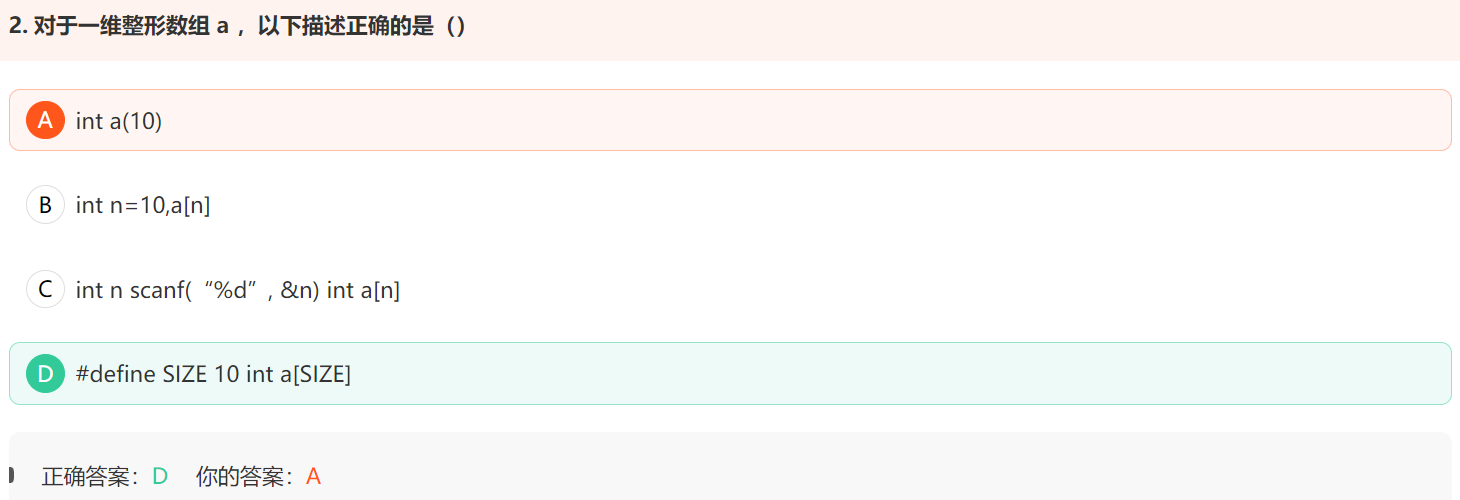 2. 对于一维整形数组 a ，以下描述正确的是（）
A int a(10)
B int n=10,a[n]
C int n scanf(“%d”, &n) int a[n]
D #define SIZE 10 int a[SIZE]
正确答案：D 你的答案：A